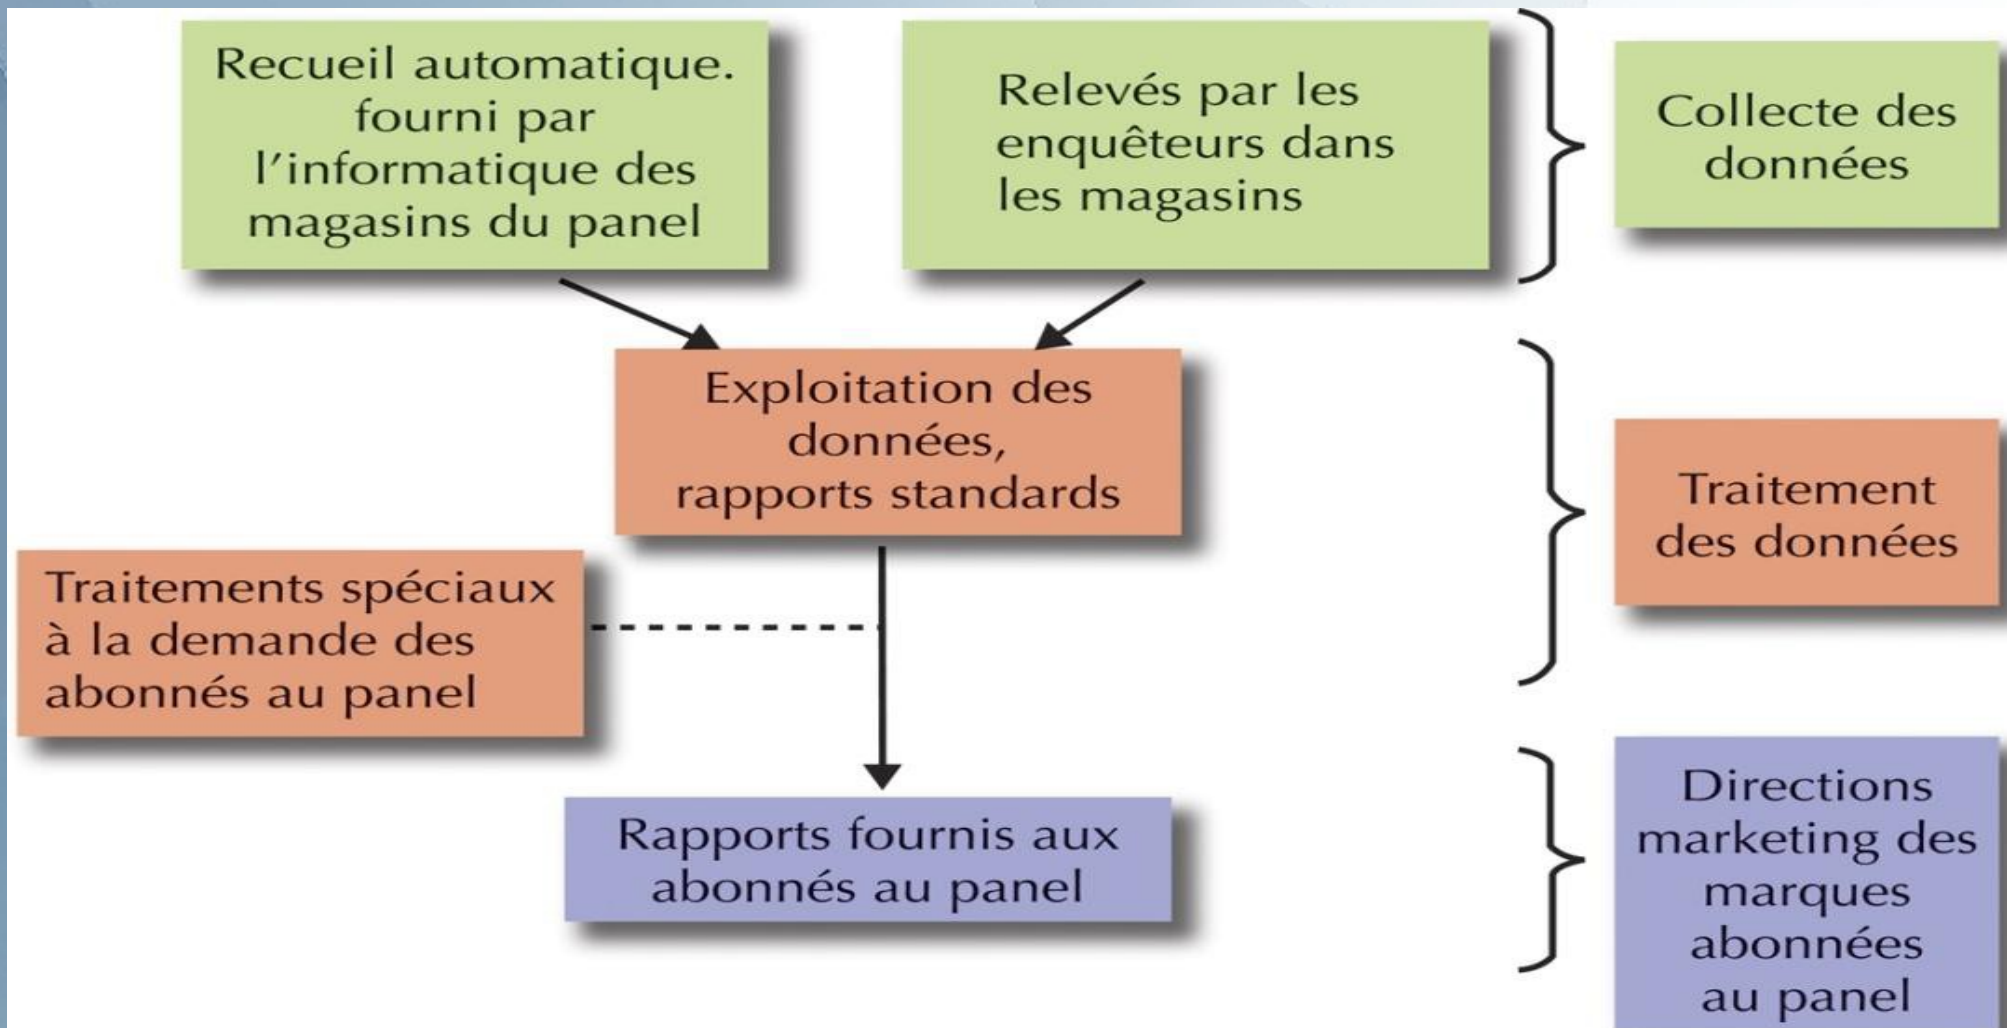 Recueil automatique.
fourni par
l'informatique des
magasins du panel
Relevés par les
enquêteurs dans
les magasins
Collecte des
données
Exploitation des
données,
rapports standards
Traitement
des données
Traitements spéciaux
à la demande des
abonnés au panel
Rapports fournis aux
abonnés au panel
Directions
marketing des
marques
abonnées
au panel